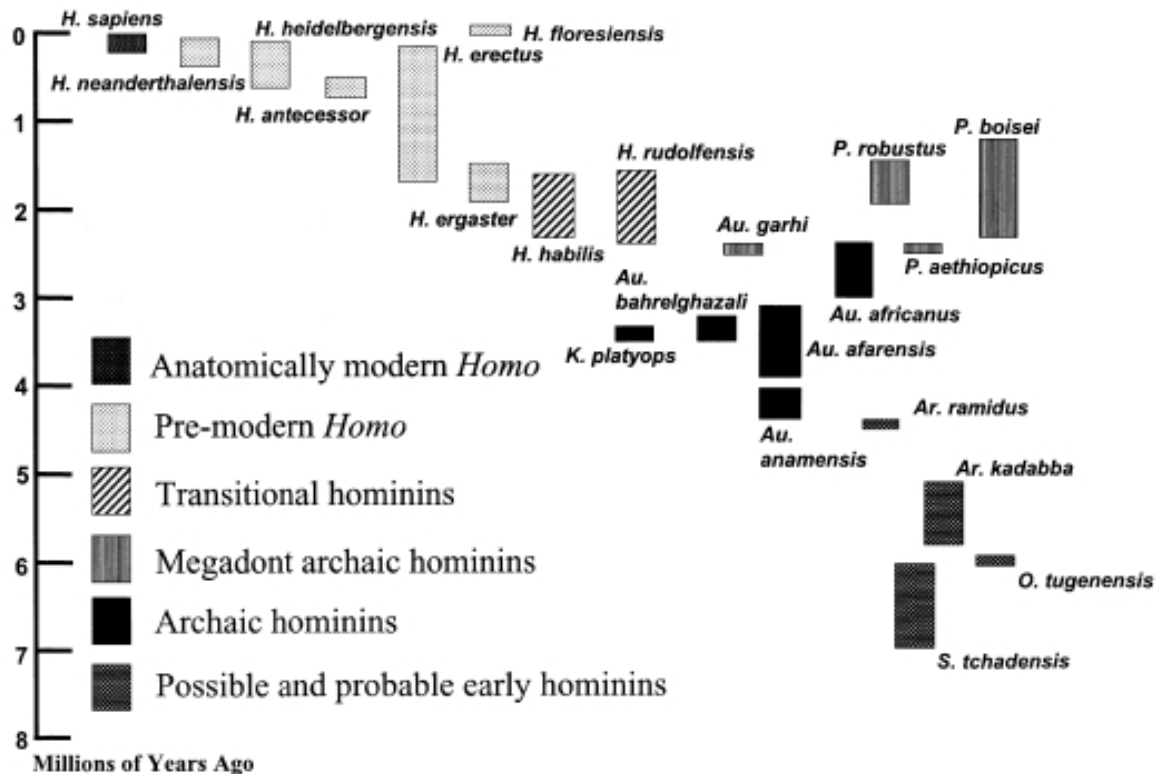 H. sapiens
H. heidelbergensis
H. floresiensis
0
H. erectus
H. neanderthalensis
H. antecessor
1
P. boisei
H. rudolfensis
P. robustus
2
H. ergaster
Au. garhi
H. habilis
P. aethiopicus
Au.
bahrelghazali
3
Au. africanus
K. platyops
Au. afarensis
Anatomically modern Homo
4
Ar. ramidus
Pre-modern Homo
Au.
anamensis
Ar. kadabba
5
Transitional hominins
Megadont archaic hominins
6
O. tugenensis
Archaic hominins
7
S. tchadensis
Possible and probable early hominins
8
Millions of Years Ago